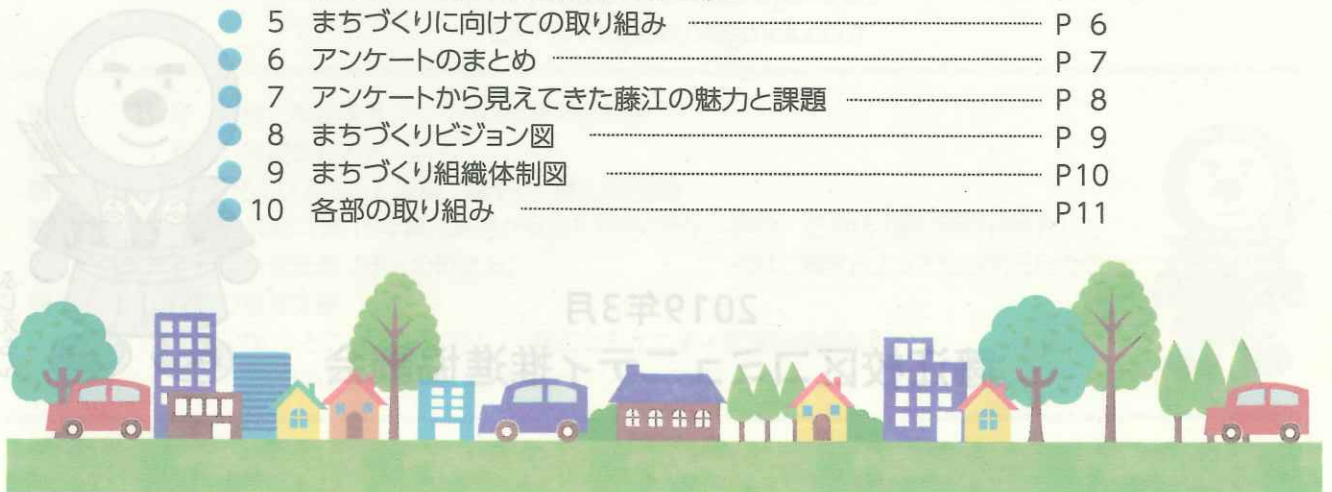 5 まちづくりに向けての取り組み P 6
6 アンケートのまとめ P 7
7 アンケートから見えてきた藤江の魅力と課題 P 8
8 まちづくりビジョン図 P 9
9 まちづくり組織体制図 P10
10 各部の取り組み P11
2019年3月